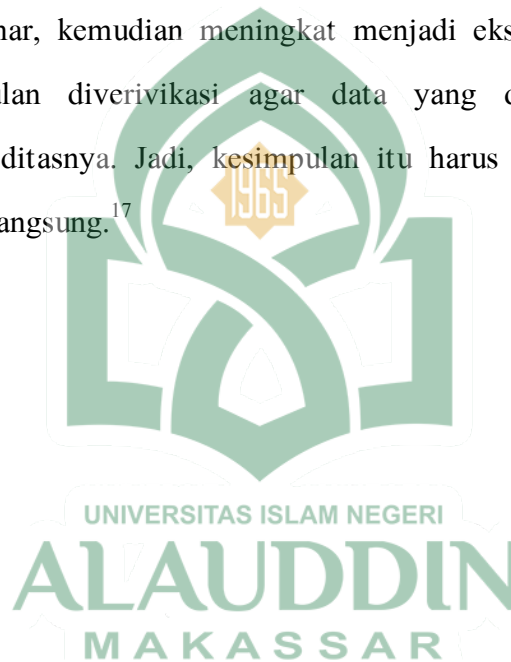 nar, kemudian meningkat menjadi eks
lan diverivikasi agar data yang d
ditasnya. Jadi, kesimpulan itu harus
angsung.17
1965
UNIVERSITAS ISLAM NEGERI
ALAUDDIN
MAKASSAR